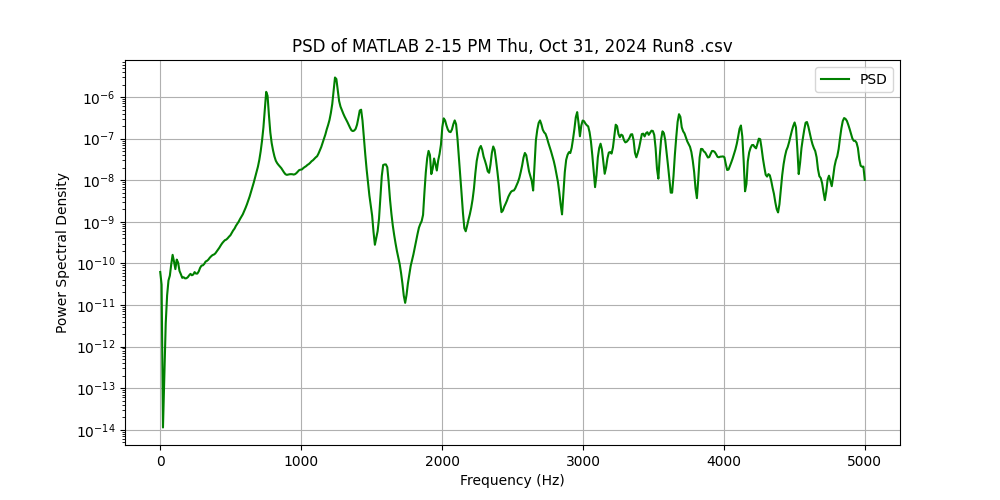 PSD of MATLAB 2-15 PM Thu, Oct 31, 2024 Run8 .csv
PSD
Power Spectral Density
10⁻⁶
10⁻⁷
10⁻⁸
10⁻⁹
10⁻¹⁰
10⁻¹¹
10⁻¹²
10⁻¹³
10⁻¹⁴
0 1000 2000 3000 4000 5000
Frequency (Hz)